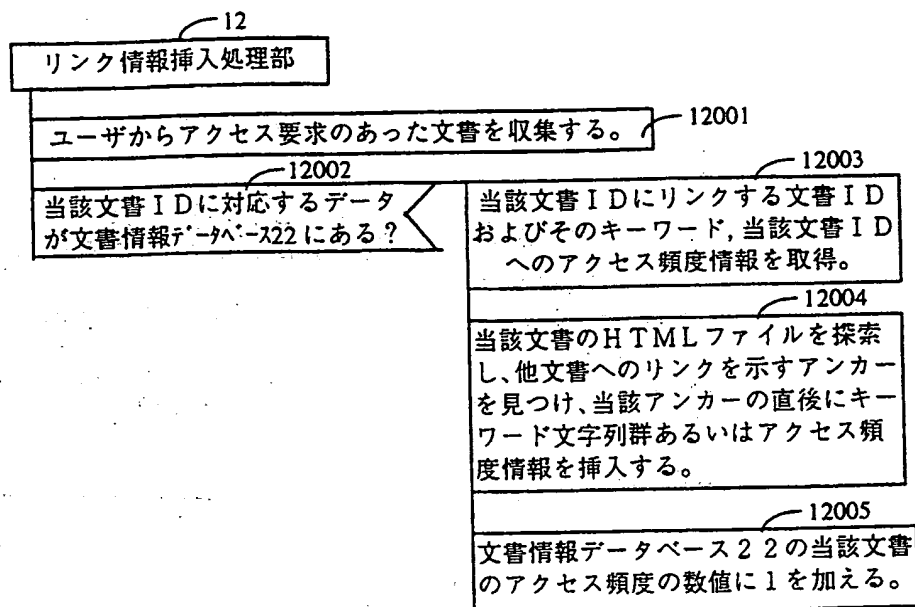 12
リンク情報挿入処理部
12001
ユーザからアクセス要求のあった文書を収集する。
12002
当該文書IDに対応するデータ
が文書情報データベース22にある?
12003
当該文書IDにリンクする文書ID
およびそのキーワード,当該文書ID
へのアクセス頻度情報を取得。
12004
当該文書のHTMLファイルを探索
し、他文書へのリンクを示すアンカー
を見つけ、当該アンカーの直後にキー
ワード文字列群あるいはアクセス頻
度情報を挿入する。
12005
文書情報データベース22の当該文書
のアクセス頻度の数値に1を加える。